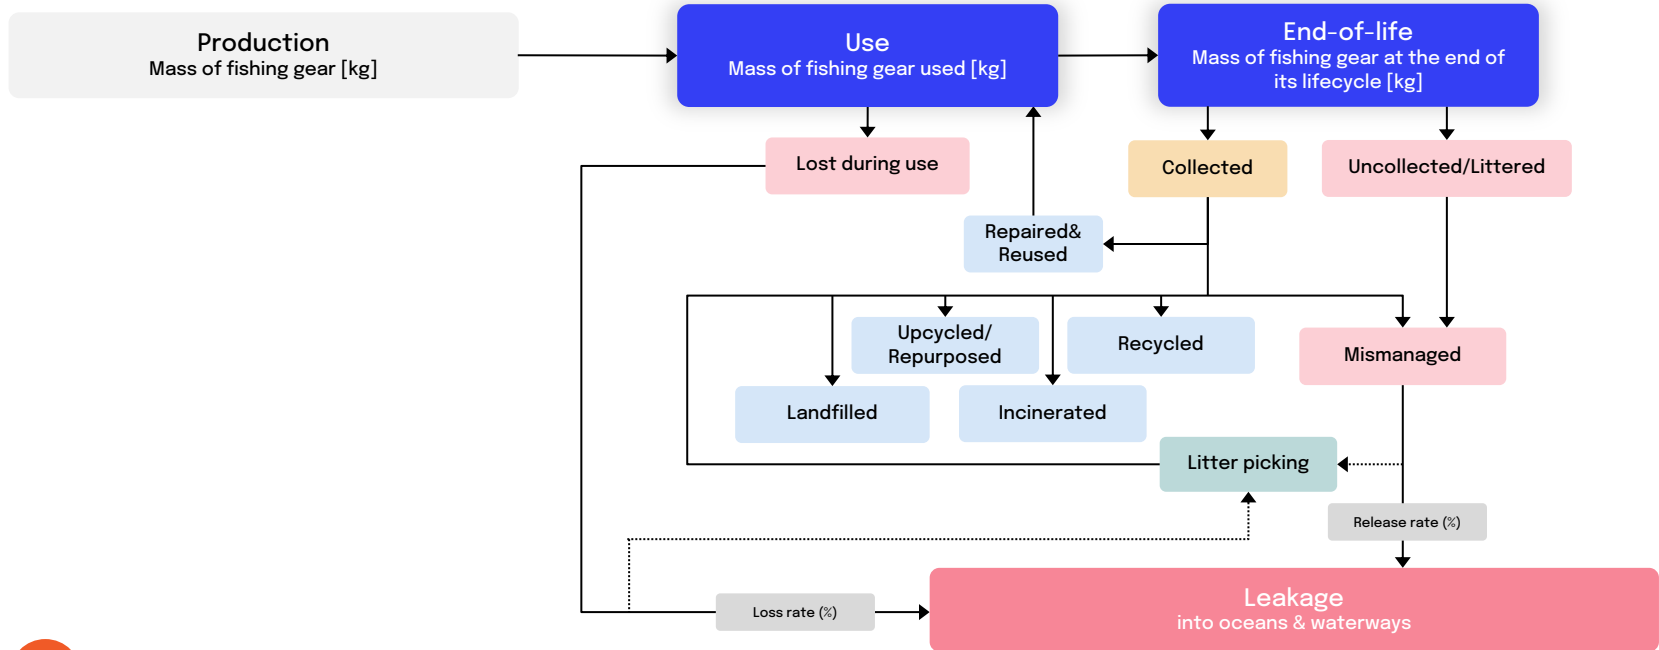 Production
Mass of fishing gear [kg]
Use
Mass of fishing gear used [kg]
End-of-life
Mass of fishing gear at the end of
its lifecycle [kg]
Lost during use
Collected
Uncollected/Littered
Repaired&
Reused
Upcycled/
Repurposed
Recycled
Mismanaged
Landfilled
Incinerated
Litter picking
Release rate (%)
Loss rate (%)
Leakage
into oceans & waterways